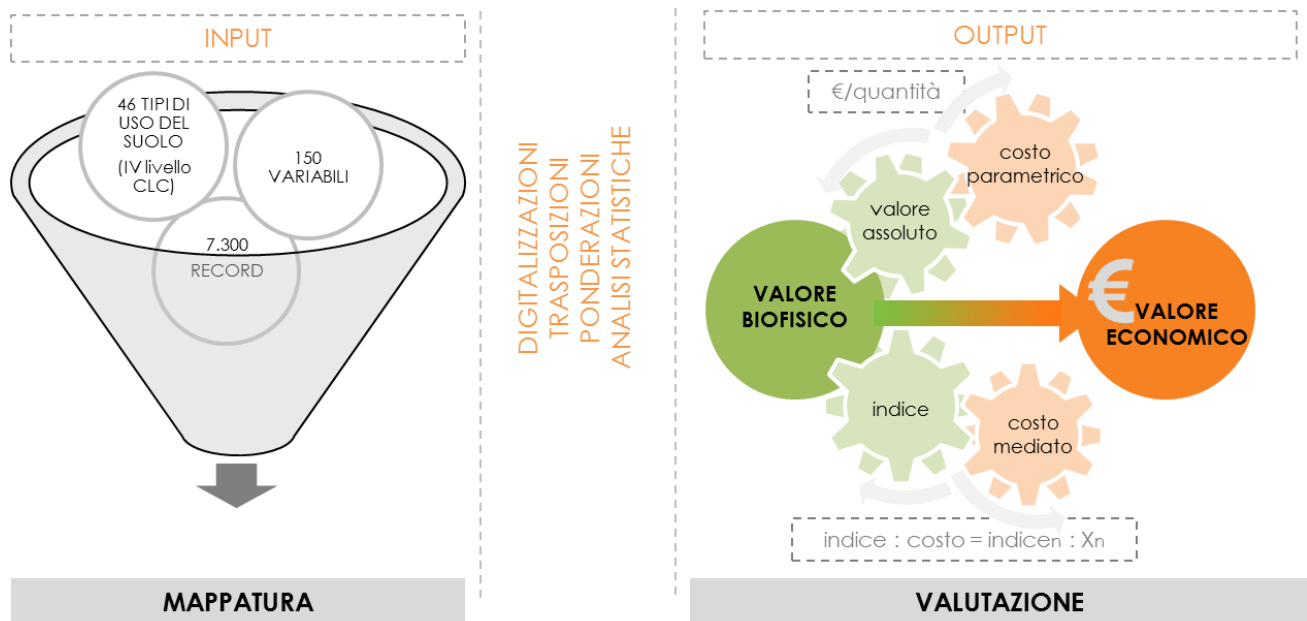 INPUT
46 TIPI DI
USO DEL
SUOLO
(IV livello
CLC)
150
VARIABILI
7.300
RECORD
MAPPATURA
DIGITALIZZAZIONI
TRASPOSIZIONI
PONDERAZIONI
ANALISI STATISTICHE
OUTPUT
€/quantità
costo
parametrico
valore
assoluto
VALORE
BIOFISICO
€
VALORE
ECONOMICO
indice
costo
mediato
indice : costo = indicen : Xn
VALUTAZIONE